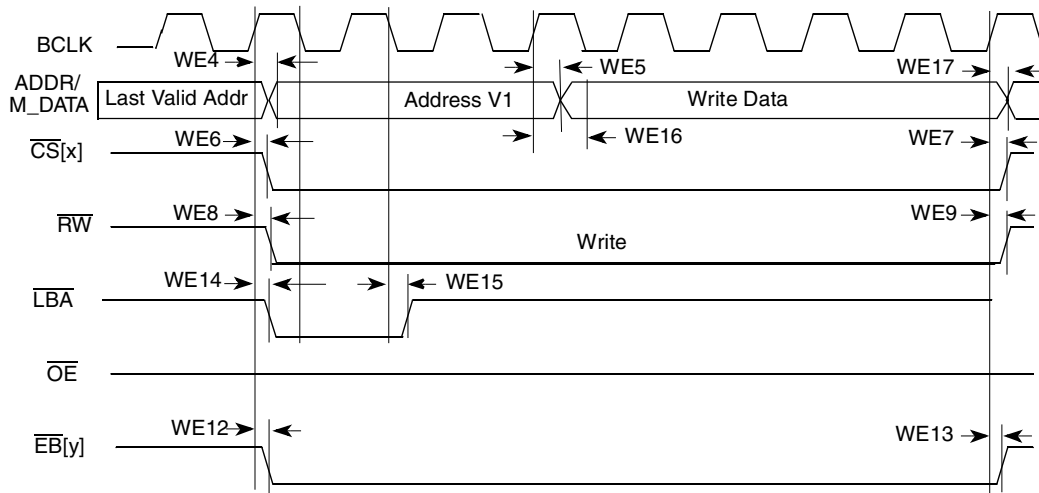 BCLK
WE4
WE5
WE17
ADDR/
M_DATA
Last Valid Addr
Address V1
Write Data
WE16
WE6
WE7
CS[x]
WE8
WE9
RW
Write
WE14
WE15
LBA
OE
WE12
WE13
EB[y]